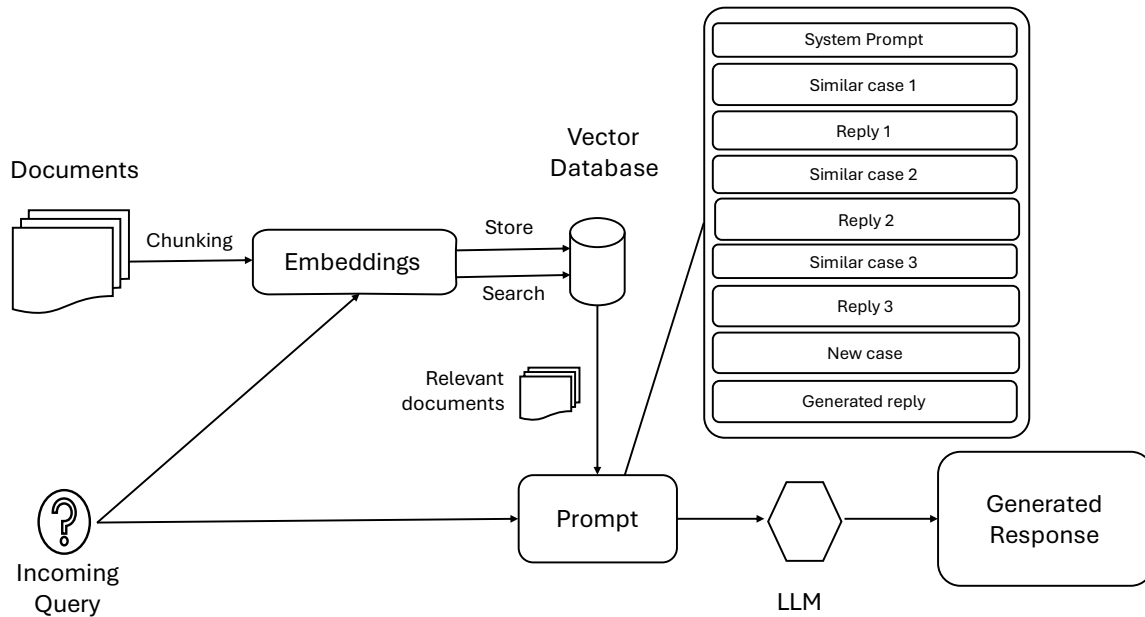 System Prompt
Similar case 1
Reply 1
Similar case 2
Reply 2
Similar case 3
Reply 3
New case
Generated reply
Vector
Database
Documents
Chunking
Embeddings
Store
Search
Relevant
documents
Incoming
Query
?
Prompt
LLM
Generated
Response